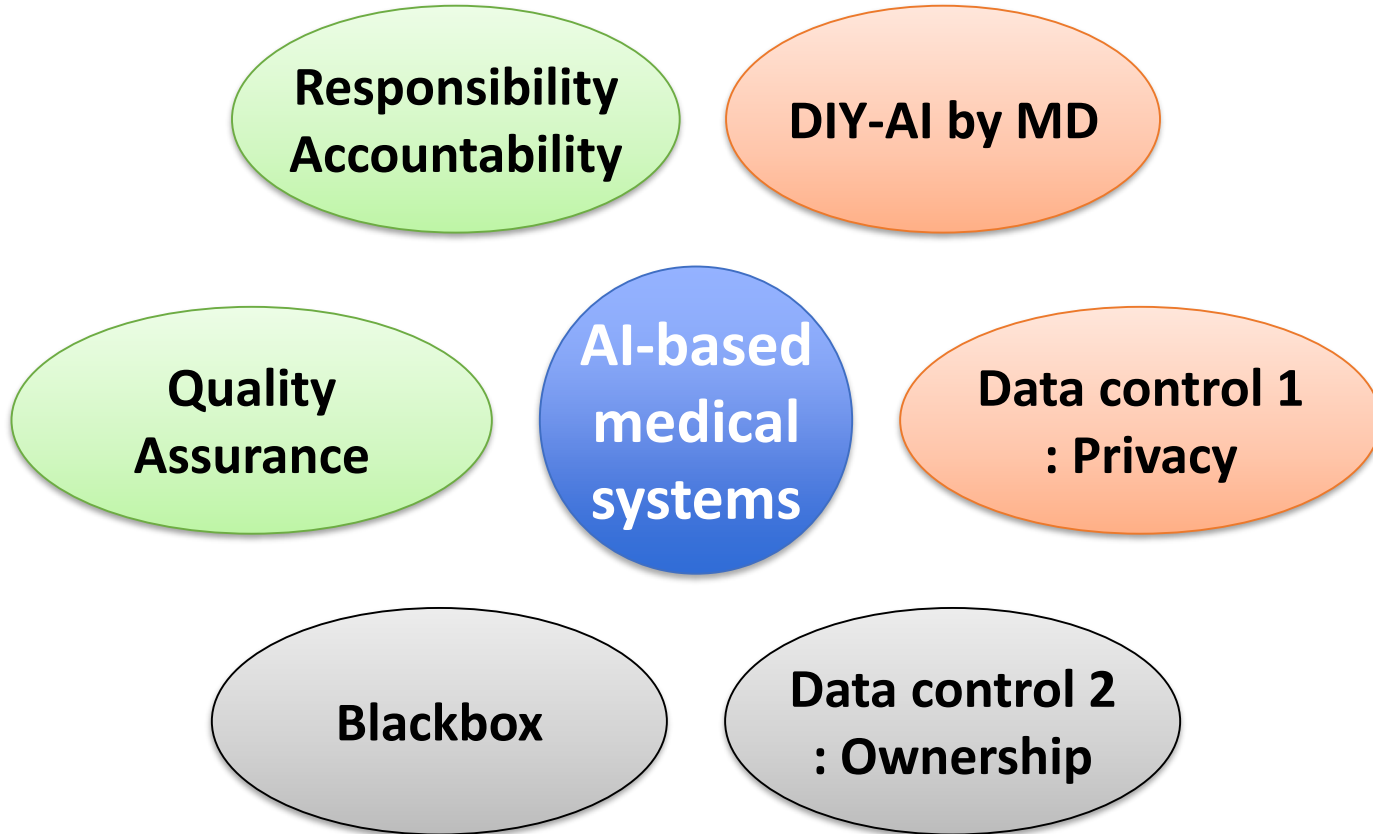 Responsibility
Accountability
DIY-AI by MD
Quality
Assurance
AI-based
medical
systems
Data control 1
: Privacy
Blackbox
Data control 2
: Ownership